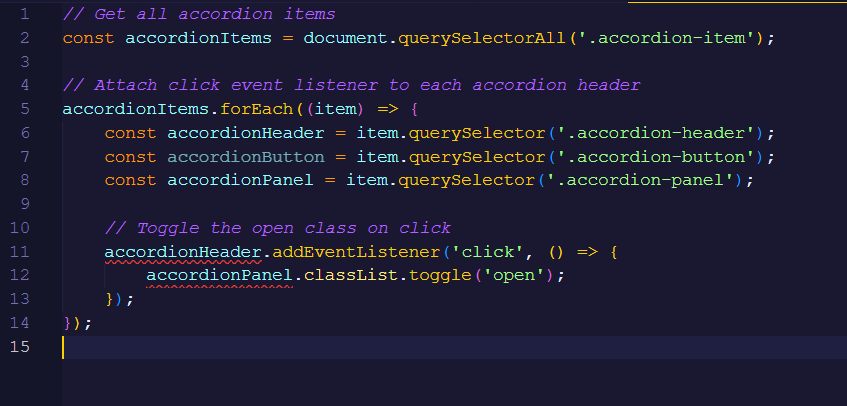 1 // Get all accordion items
2 const accordionItems = document.querySelectorAll('.accordion-item');
3
4 // Attach click event listener to each accordion header
5 accordionItems.forEach((item) => {
6     const accordionHeader = item.querySelector('.accordion-header');
7     const accordionButton = item.querySelector('.accordion-button');
8     const accordionPanel = item.querySelector('.accordion-panel');
9
10     // Toggle the open class on click
11     accordionHeader.addEventListener('click', () => {
12         accordionPanel.classList.toggle('open');
13     });
14 });
15